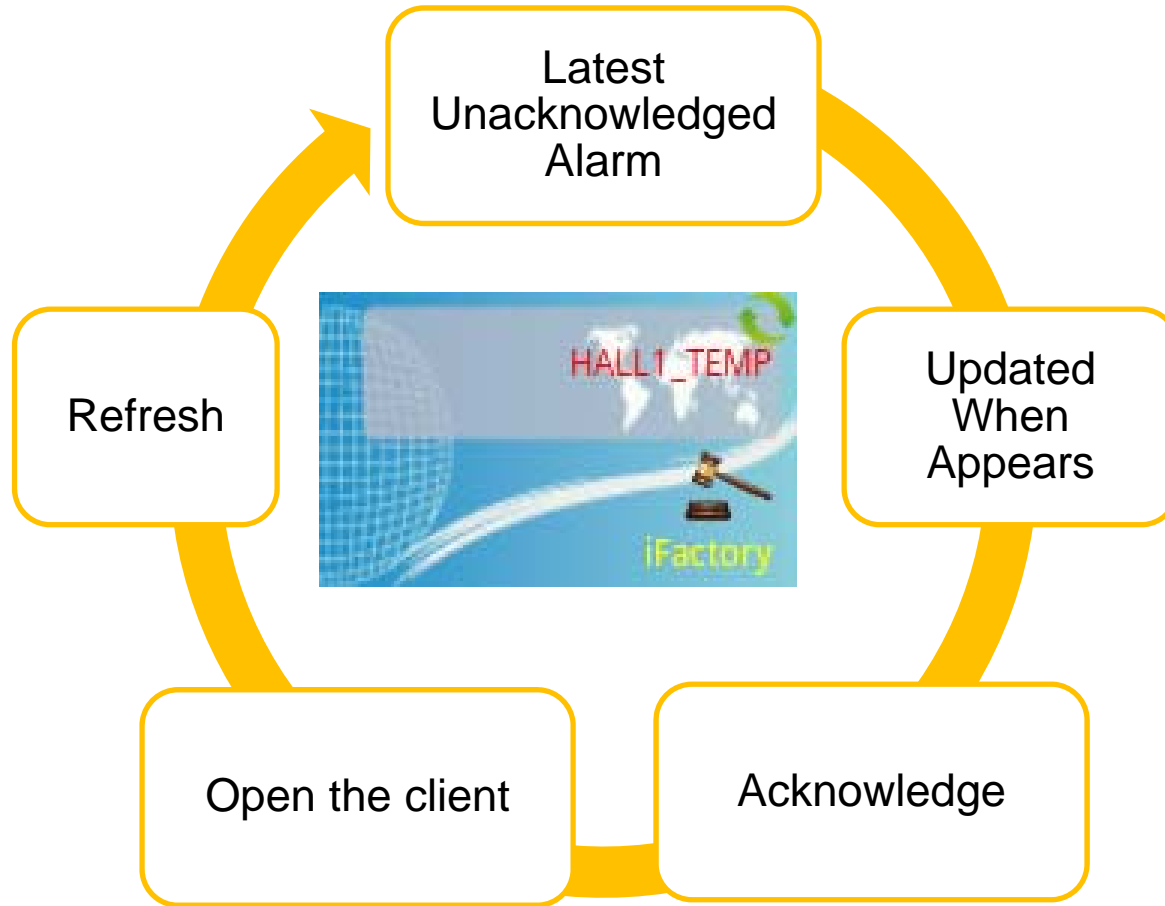 Latest
Unacknowledged
Alarm
Updated
When
Appears
Acknowledge
Open the client
Refresh
HALL1_TEMP
iFactory